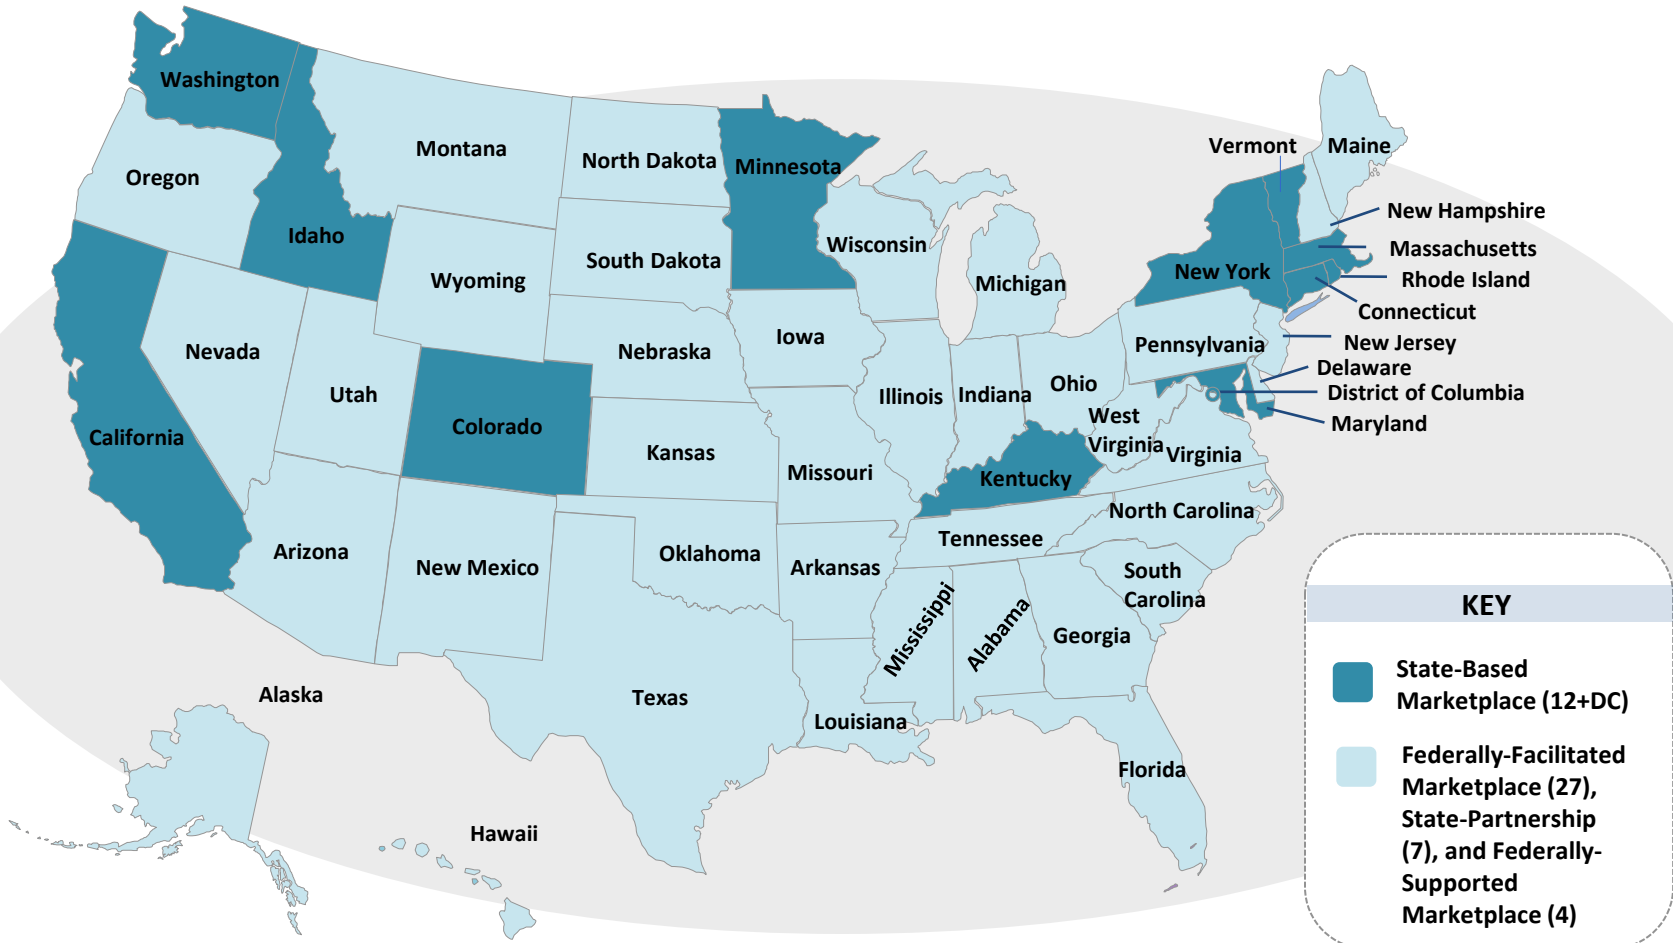 Washington
Montana
North Dakota
Minnesota
Vermont
Maine
Oregon
Idaho
Wyoming
South Dakota
Wisconsin
Michigan
New York
New Hampshire
Massachusetts
Rhode Island
Connecticut
New Jersey
Delaware
District of Columbia
Maryland
Nevada
Utah
California
Colorado
Nebraska
Iowa
Kansas
Missouri
Illinois
Indiana
Ohio
Pennsylvania
West
Virginia
Virginia
Kentucky
North Carolina
Tennessee
Arizona
New Mexico
Oklahoma
Arkansas
South
Carolina
Mississippi
Alabama
Georgia
Alaska
Texas
Louisiana
Florida
Hawaii
KEY
State-Based
Marketplace (12+DC)
Federally-Facilitated
Marketplace (27),
State-Partnership
(7), and Federally-
Supported
Marketplace (4)